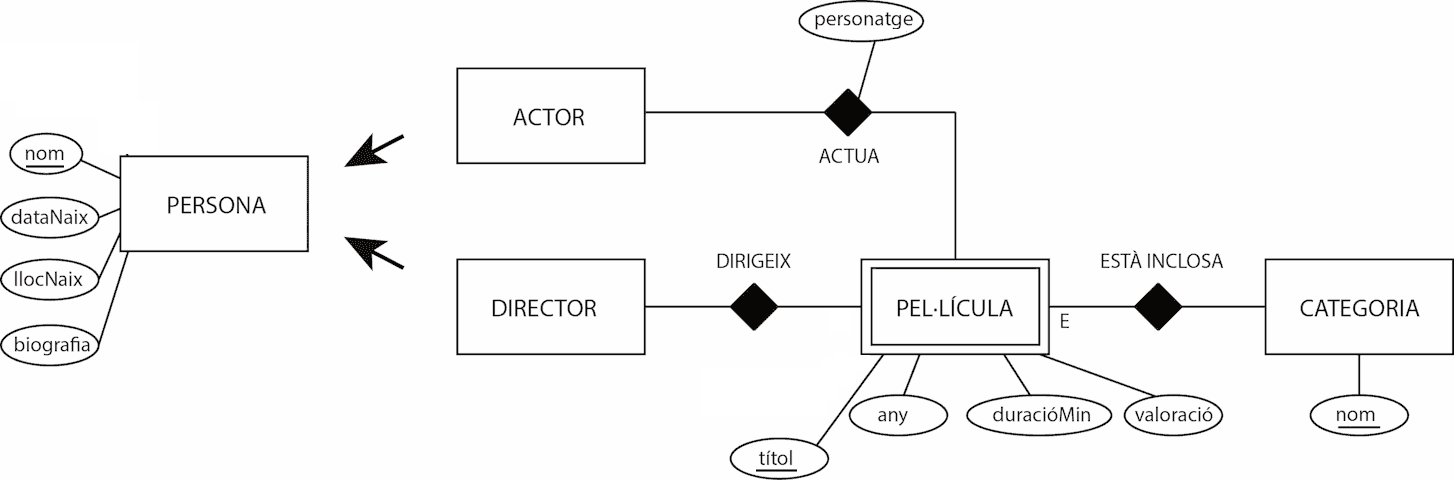 personatge
ACTOR
ACTUA
nom
PERSONA
dataNaix
llocNaix
biografia
DIRIGEIX
ESTÀ INCLOSA
DIRECTOR
PEL·LÍCULA
E
CATEGORIA
any
duracióMin
valoració
nom
títol